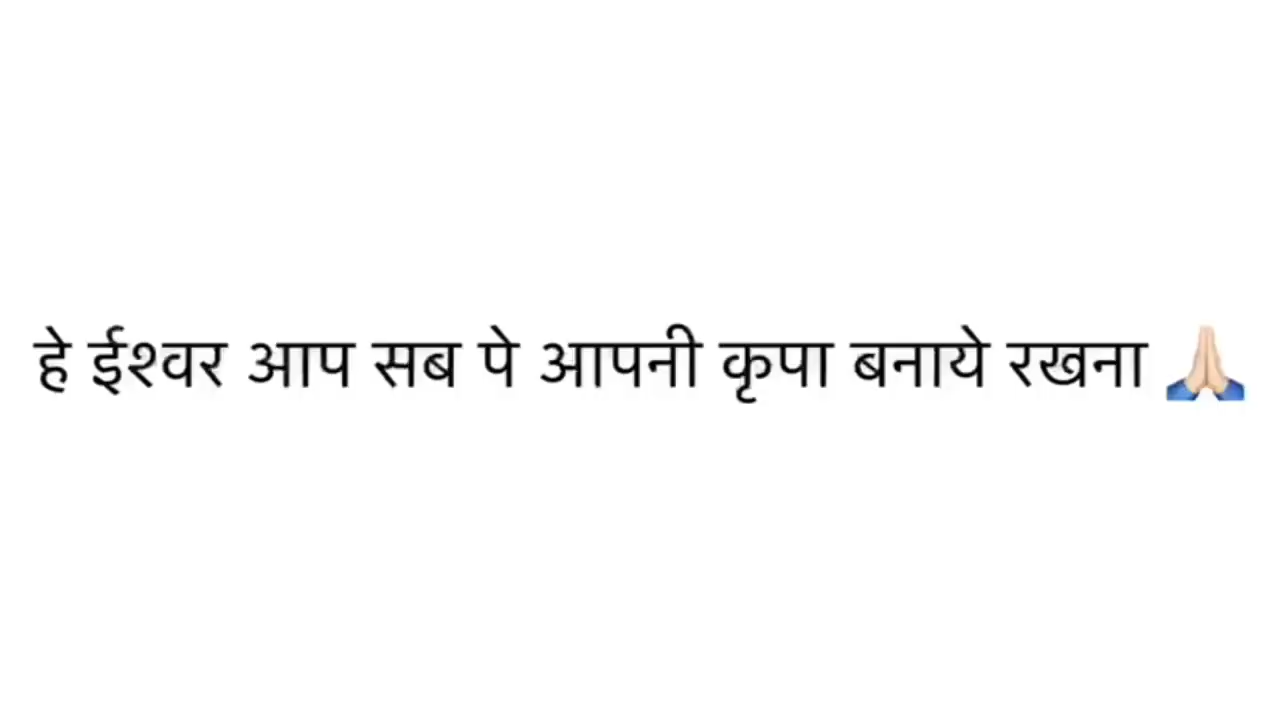 हे ईश्वर आप सब पे आपनी कृपा बनाये रखना 🙏🏻